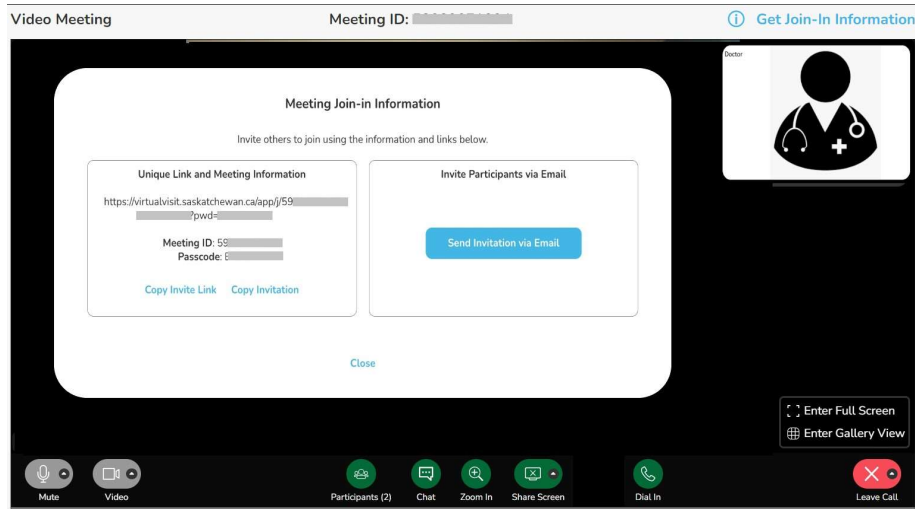 Video Meeting
Meeting ID:
Get Join-In Information
Doctor
Meeting Join-in Information
Invite others to join using the information and links below.
Unique Link and Meeting Information
https://virtualvisit.saskatchewan.ca/app/j/59
?pwd=
Meeting ID: 59
Passcode:
Copy Invite Link Copy Invitation
Invite Participants via Email
Send Invitation via Email
Close
Enter Full Screen
Enter Gallery View
Mute
Video
Participants (2)
Chat
Zoom In
Share Screen
Dial In
Leave Call